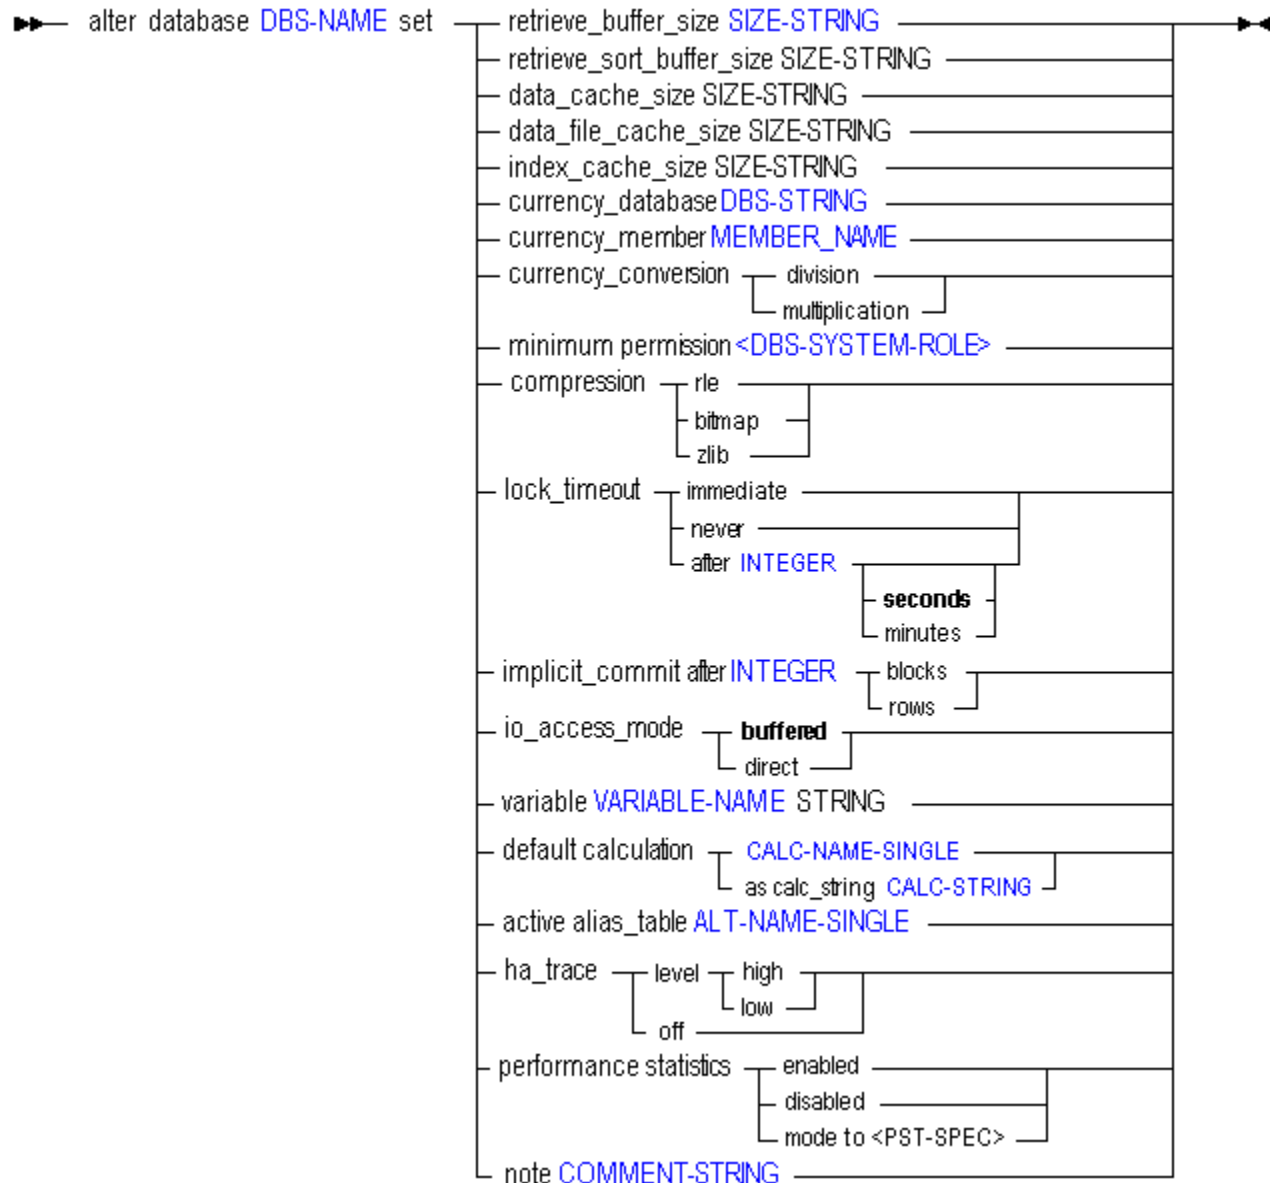 alter database DBS-NAME set retrieve_buffer_size SIZE-STRING
retrieve_sort_buffer_size SIZE-STRING
data_cache_size SIZE-STRING
data_file_cache_size SIZE-STRING
index_cache_size SIZE-STRING
currency_database DBS-STRING
currency_member MEMBER_NAME
currency_conversion division
multiplication
minimum permission <DBS-SYSTEM-ROLE>
compression rle
bitmap
zlib
lock_timeout immediate
never
after INTEGER
seconds
minutes
implicit_commit after INTEGER blocks
rows
io_access_mode buffered
direct
variable VARIABLE-NAME STRING
default calculation CALC-NAME-SINGLE
as calc_string CALC-STRING
active alias_table ALT-NAME-SINGLE
ha_trace level high
low
off
performance statistics enabled
disabled
mode to <PST-SPEC>
note COMMENT-STRING